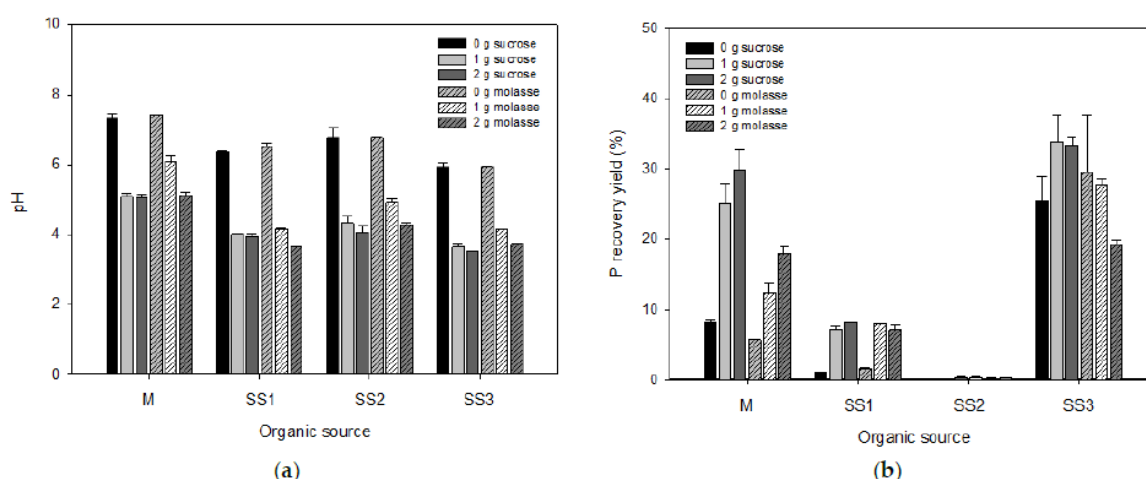 10
8
6
4
2
0
pH
0 g sucrose
1 g sucrose
2 g sucrose
0 g molasse
1 g molasse
2 g molasse
M SS1 SS2 SS3
Organic source
(a)
50
40
30
20
10
0
P recovery yield (%)
0 g sucrose
1 g sucrose
2 g sucrose
0 g molasse
1 g molasse
2 g molasse
M SS1 SS2 SS3
Organic source
(b)